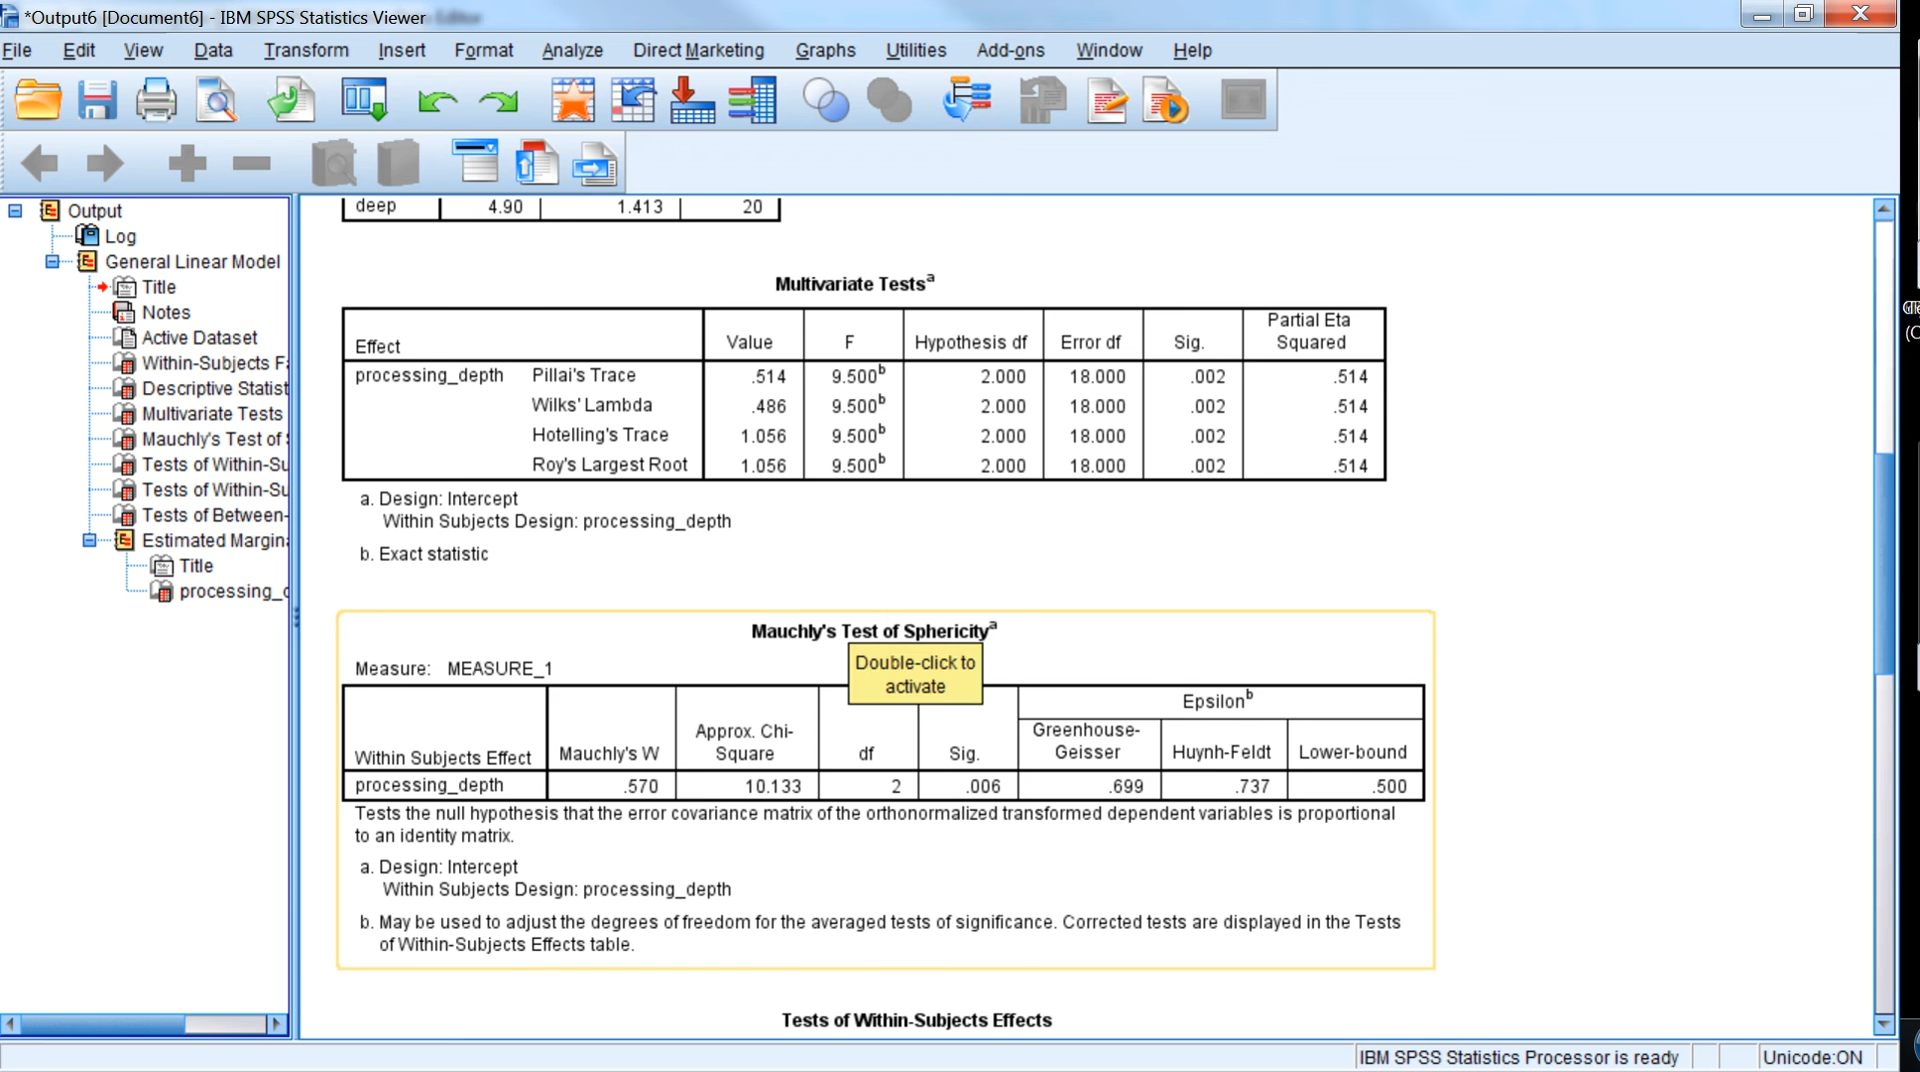 *Output6 [Document6] - IBM SPSS Statistics Viewer
File Edit View Data Transform Insert Format Analyze Direct Marketing Graphs Utilities Add-ons Window Help
Output
Log
General Linear Model
Title
Notes
Active Dataset
Within-Subjects Fa
Descriptive Statist
Multivariate Tests
Mauchly's Test of
Tests of Within-Su
Tests of Within-Su
Tests of Between-
Estimated Margina
Title
processing_d
deep 4.90 1.413 20
Multivariate Testsa
Effect Value F Hypothesis df Error df Sig. Partial Eta Squared
processing_depth Pillai's Trace .514 9.500b 2.000 18.000 .002 .514
Wilks' Lambda .486 9.500b 2.000 18.000 .002 .514
Hotelling's Trace 1.056 9.500b 2.000 18.000 .002 .514
Roy's Largest Root 1.056 9.500b 2.000 18.000 .002 .514
a. Design: Intercept
Within Subjects Design: processing_depth
b. Exact statistic
Mauchly's Test of Sphericitya
Double-click to
activate
Measure: MEASURE_1
Epsilonb
Within Subjects Effect Mauchly's W Approx. Chi-Square df Sig. Greenhouse-Geisser Huynh-Feldt Lower-bound
processing_depth .570 10.133 2 .006 .699 .737 .500
Tests the null hypothesis that the error covariance matrix of the orthonormalized transformed dependent variables is proportional
to an identity matrix.
a. Design: Intercept
Within Subjects Design: processing_depth
b. May be used to adjust the degrees of freedom for the averaged tests of significance. Corrected tests are displayed in the Tests
of Within-Subjects Effects table.
Tests of Within-Subjects Effects
IBM SPSS Statistics Processor is ready Unicode:ON